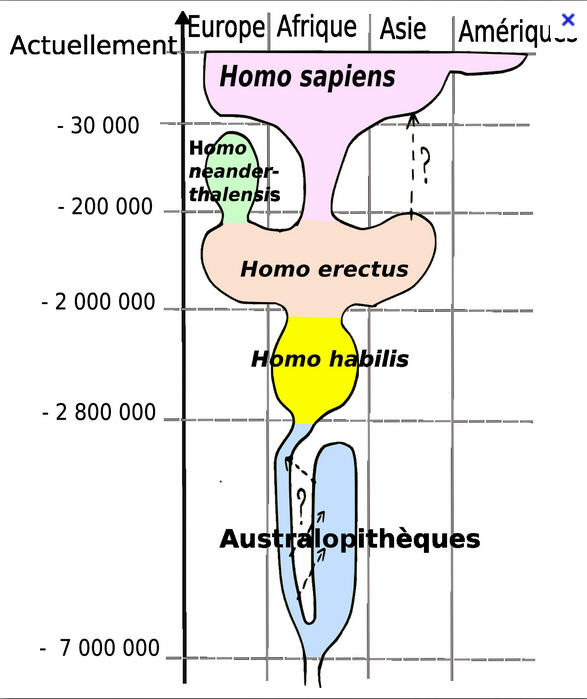 Europe Afrique Asie Amériques
Actuellement
Homo sapiens
- 30 000
Homo
neander-
thalensis
?
- 200 000
Homo erectus
- 2 000 000
Homo habilis
- 2 800 000
?
Australopithèques
- 7 000 000